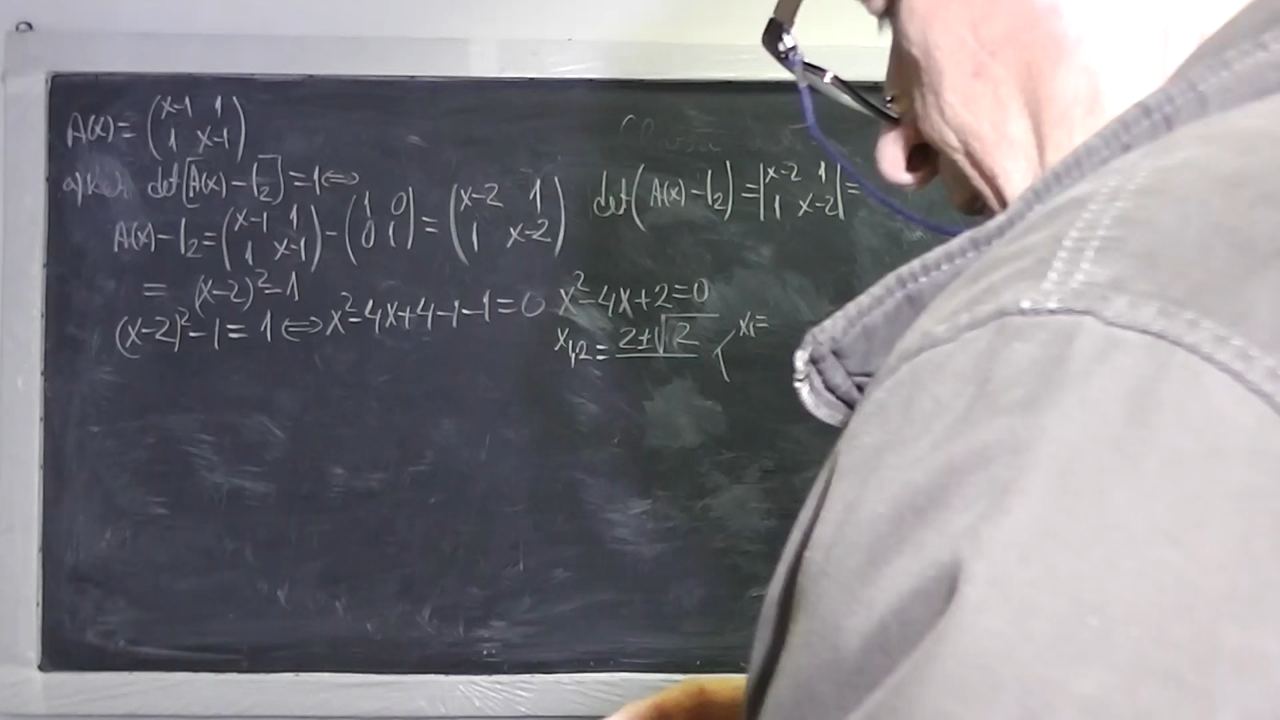 A(x) = (x-1 1
1 x-1)
a) det[A(x) - I₂] = 1 ⇔
A(x) - I₂ = (x-1 1
1 x-1) - (1 0
0 1) = (x-2 1
1 x-2)
= (x-2)² - 1
(x-2)² - 1 = 1 ⇔ x² - 4x + 4 - 1 - 1 = 0
det(A(x) - I₂) = |x-2 1
1 x-2| =
x² - 4x + 2 = 0
x₁,₂ = 2±√2
x₁ =